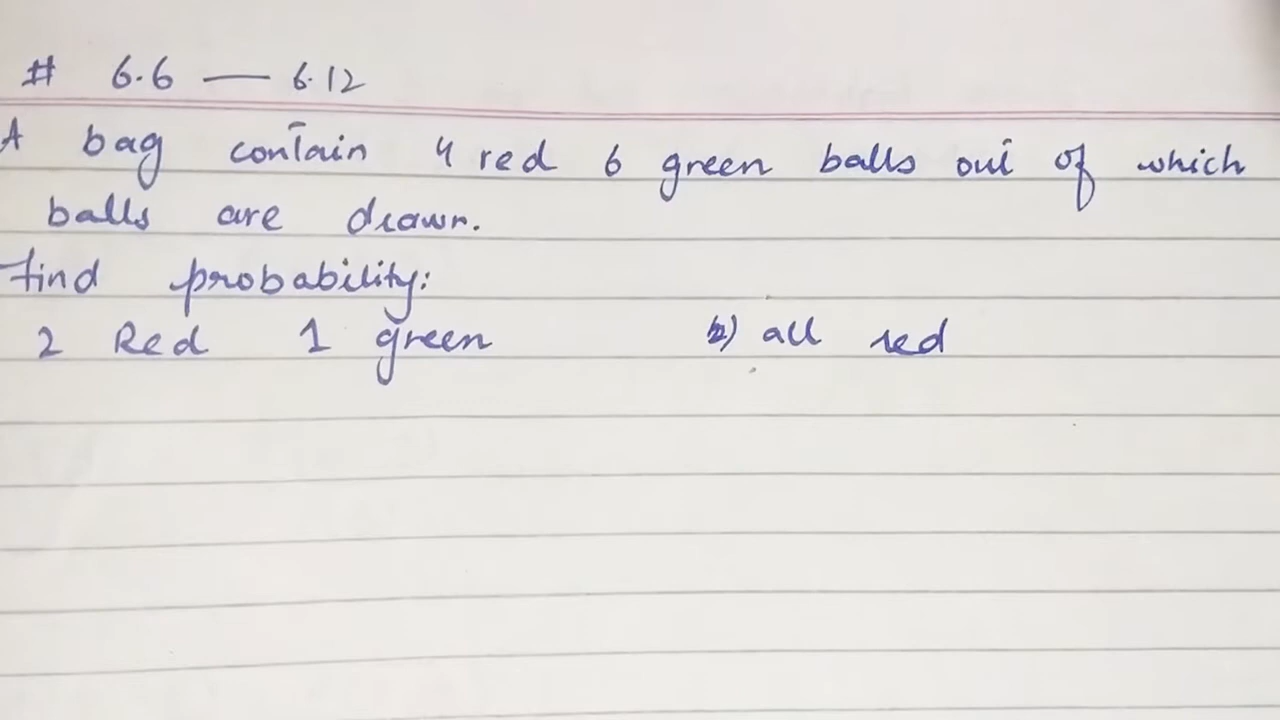 # 6.6 — 6.12
A bag contain 4 red 6 green balls out of which
balls are drawn.
find probability:
2 Red 1 green 2) all red